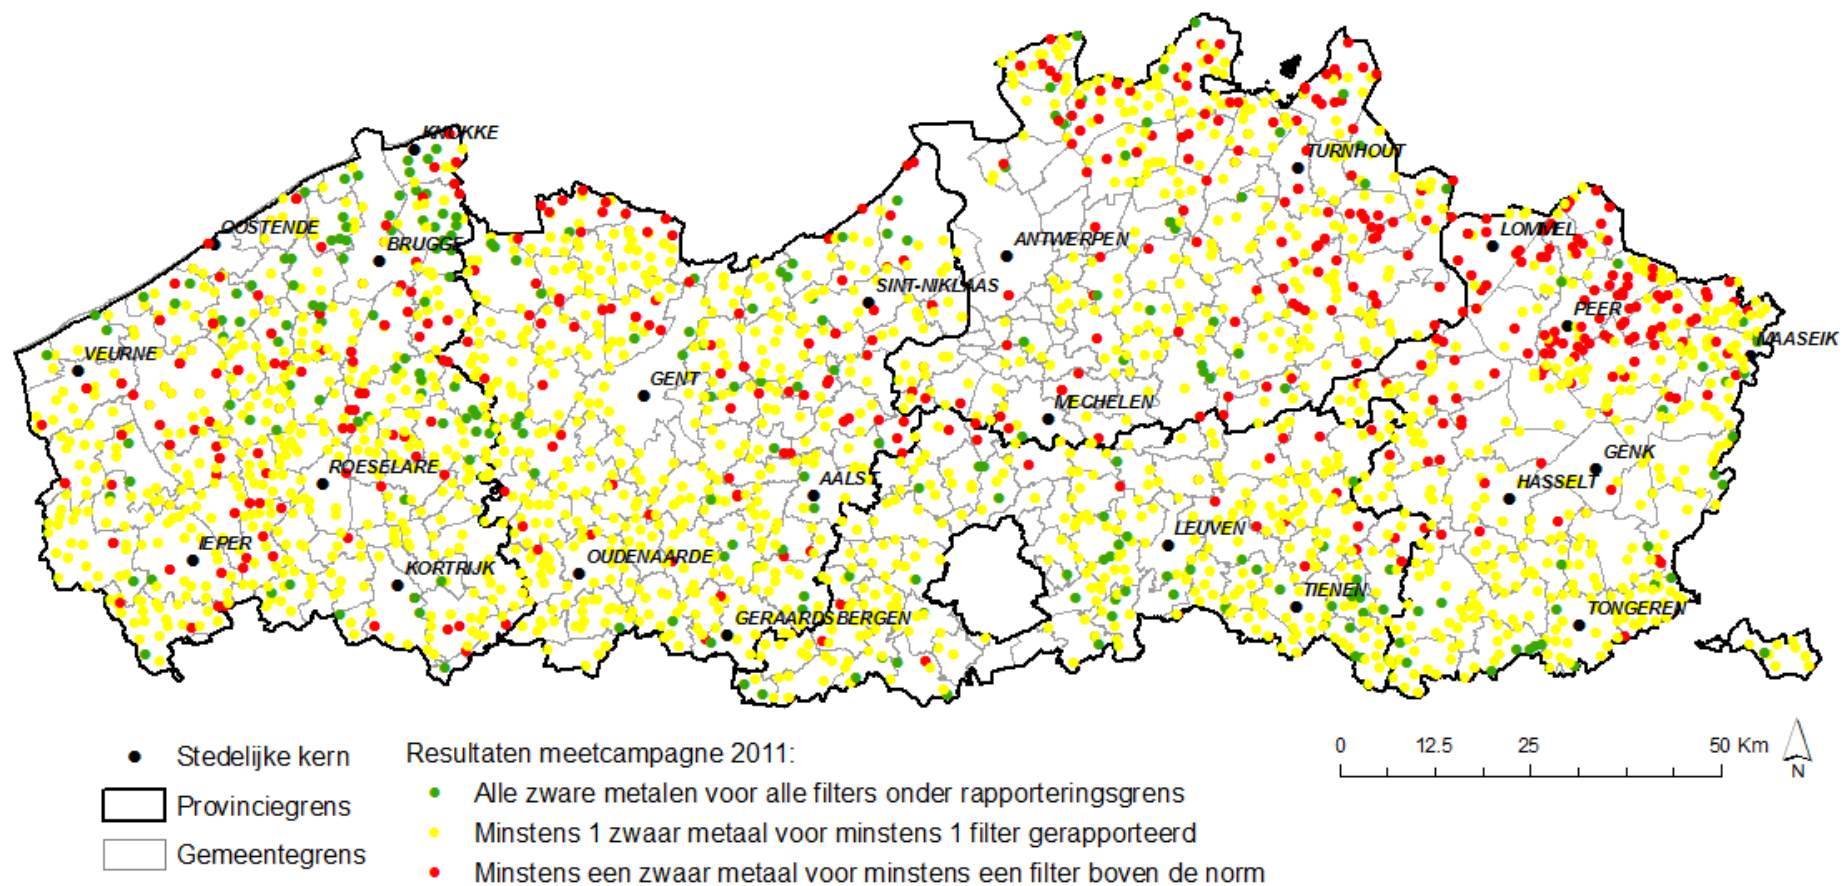 KNOKKE
OOSTENDE
BRUGGE
VEURNE
ROESELARE
IEPER
KORTRIJK
GENT
SINT-NIKLAAS
AALST
OUDENAARDE
GERAARDSBERGEN
ANTWERPEN
TURNHOUT
MECHELEN
LEUVEN
TIENEN
LOMMEL
PEER
MAASEIK
GENK
HASSELT
TONGEREN
Stedelijke kern
Provinciegrens
Gemeentegrens
Resultaten meetcampagne 2011:
Alle zware metalen voor alle filters onder rapporteringsgrens
Minstens 1 zwaar metaal voor minstens 1 filter gerapporteerd
Minstens een zwaar metaal voor minstens een filter boven de norm
0 12.5 25 50 Km
N